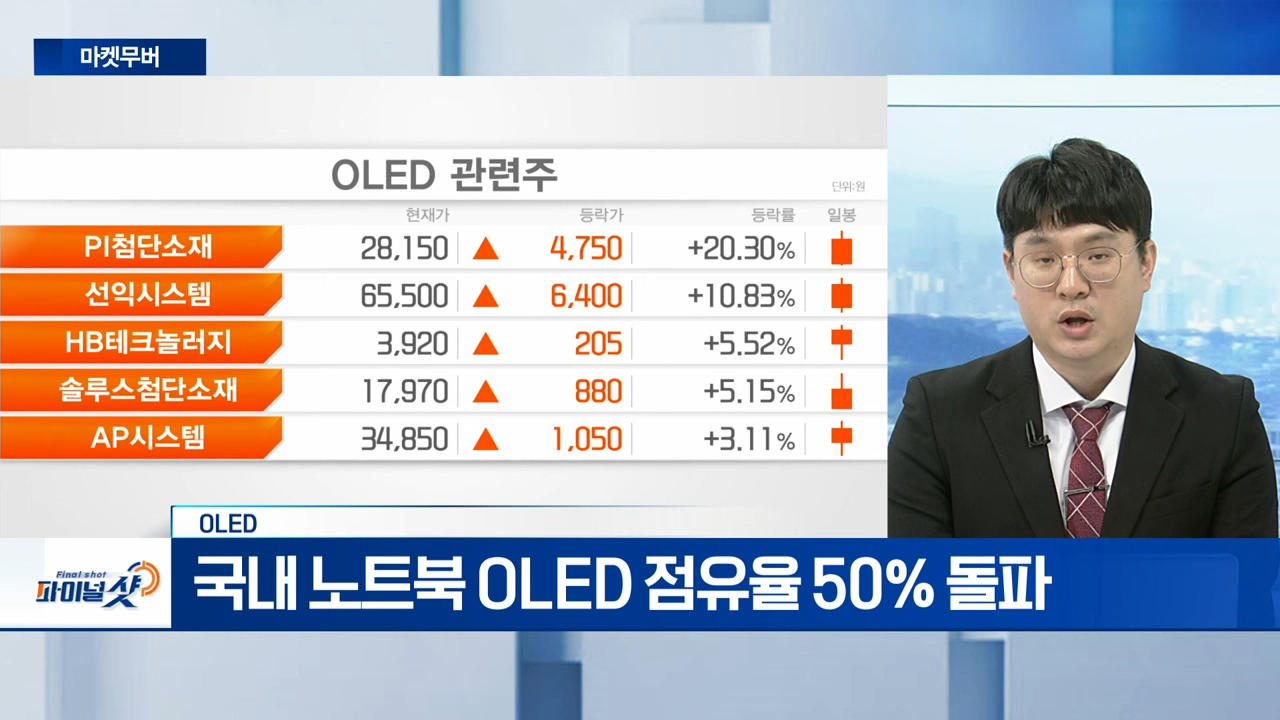 마켓무버
OLED 관련주
단위:원
현재가 등락가 등락률 일봉
PI첨단소재 28,150 ▲ 4,750 +20.30%
선익시스템 65,500 ▲ 6,400 +10.83%
HB테크놀러지 3,920 ▲ 205 +5.52%
솔루스첨단소재 17,970 ▲ 880 +5.15%
AP시스템 34,850 ▲ 1,050 +3.11%
OLED
Final shot
파이널샷
국내 노트북 OLED 점유율 50% 돌파